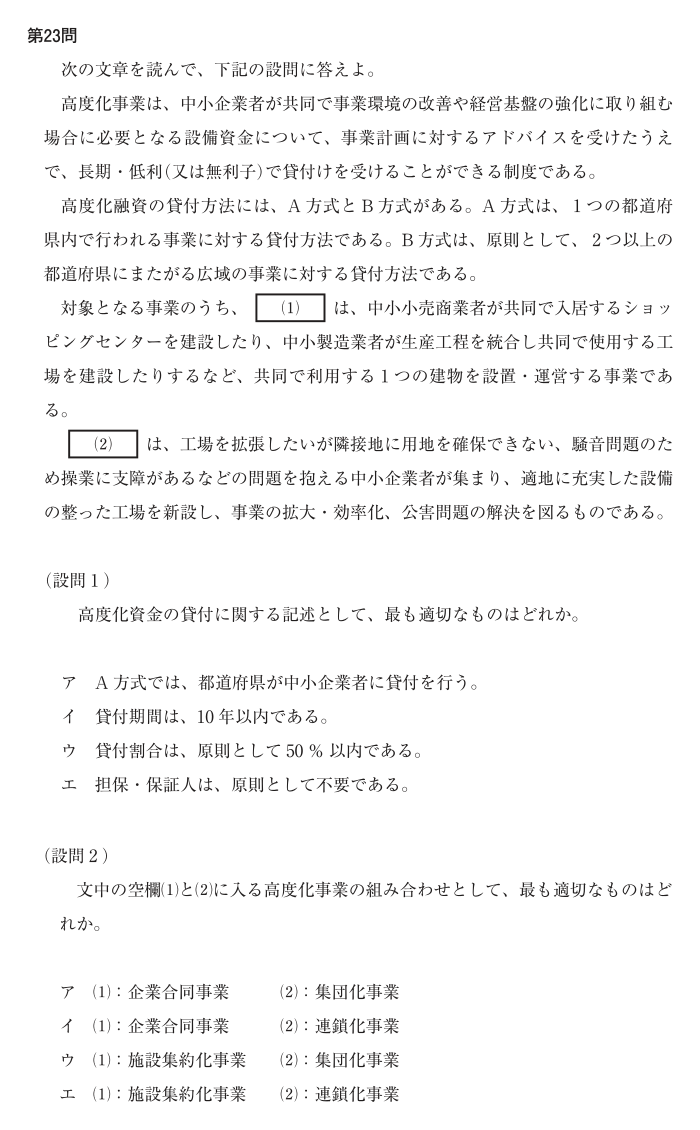 第23問
次の文章を読んで、下記の設問に答えよ。
高度化事業は、中小企業者が共同で事業環境の改善や経営基盤の強化に取り組む
場合に必要となる設備資金について、事業計画に対するアドバイスを受けたうえ
で、長期・低利(又は無利子)で貸付けを受けることができる制度である。
高度化融資の貸付方法には、A 方式と B 方式がある。A 方式は、1つの都道府
県内で行われる事業に対する貸付方法である。B 方式は、原則として、2つ以上の
都道府県にまたがる広域の事業に対する貸付方法である。
対象となる事業のうち、 (1) は、中小小売商業者が共同で入居するショッ
ピングセンターを建設したり、中小製造業者が生産工程を統合し共同で使用する工
場を建設したりするなど、共同で利用する1つの建物を設置・運営する事業であ
る。
(2) は、工場を拡張したいが隣接地に用地を確保できない、騒音問題のた
め操業に支障があるなどの問題を抱える中小企業者が集まり、適地に充実した設備
の整った工場を新設し、事業の拡大・効率化、公害問題の解決を図るものである。
(設問1)
高度化資金の貸付に関する記述として、最も適切なものはどれか。
ア A 方式では、都道府県が中小企業者に貸付を行う。
イ 貸付期間は、10 年以内である。
ウ 貸付割合は、原則として 50 % 以内である。
エ 担保・保証人は、原則として不要である。
(設問2)
文中の空欄(1)と(2)に入る高度化事業の組み合わせとして、最も適切なものはど
れか。
ア (1):企業合同事業 (2):集団化事業
イ (1):企業合同事業 (2):連鎖化事業
ウ (1):施設集約化事業 (2):集団化事業
エ (1):施設集約化事業 (2):連鎖化事業